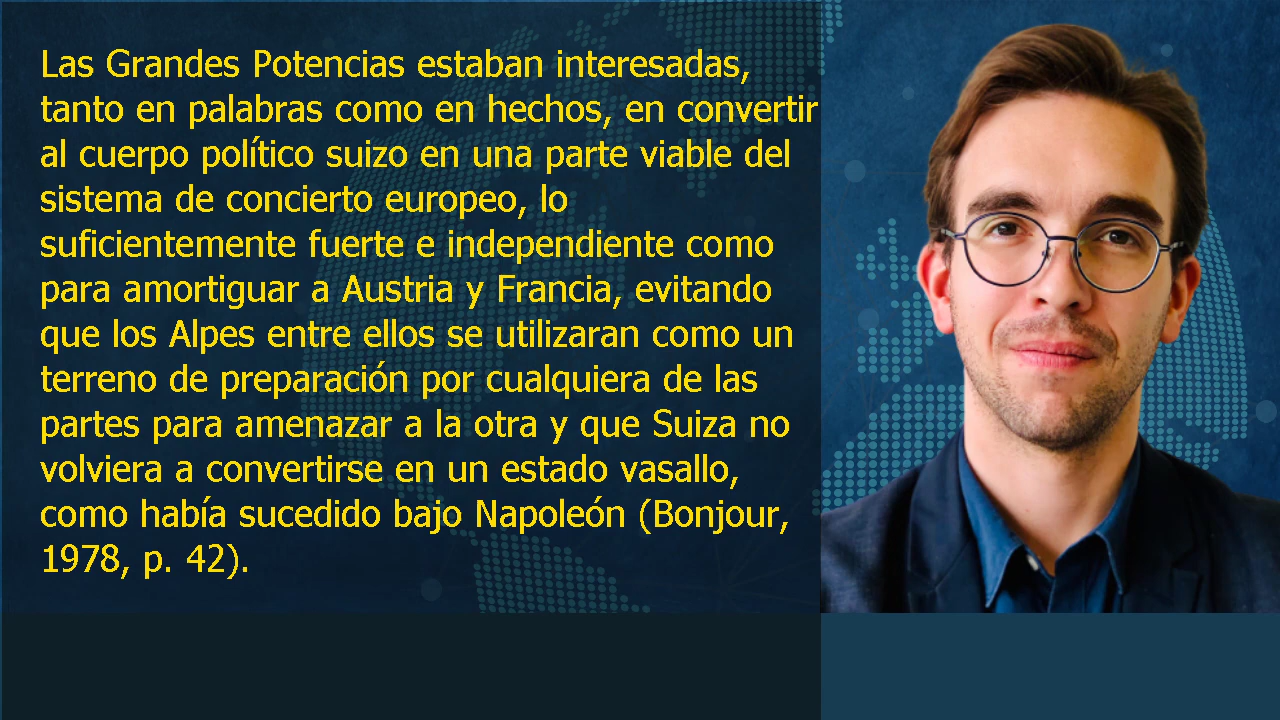 Las Grandes Potencias estaban interesadas,
tanto en palabras como en hechos, en convertir
al cuerpo político suizo en una parte viable del
sistema de concierto europeo, lo
suficientemente fuerte e independiente como
para amortiguar a Austria y Francia, evitando
que los Alpes entre ellos se utilizaran como un
terreno de preparación por cualquiera de las
partes para amenazar a la otra y que Suiza no
volviera a convertirse en un estado vasallo,
como había sucedido bajo Napoleón (Bonjour,
1978, p. 42).